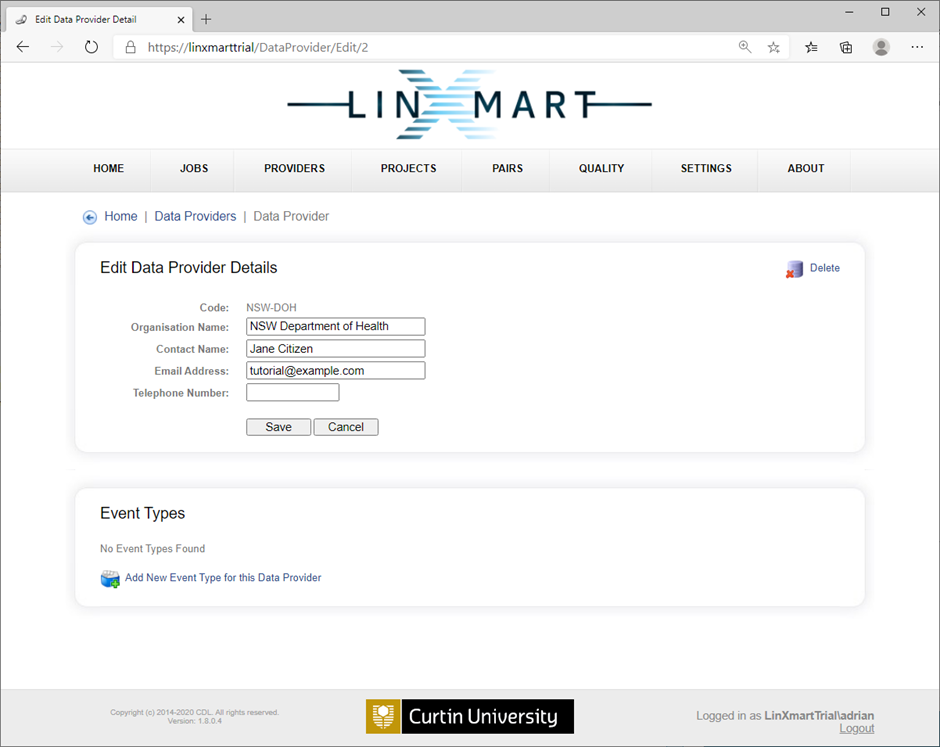 Edit Data Provider Detail
https://linxmarttrial/DataProvider/Edit/2
LINXMART
HOME JOBS PROVIDERS PROJECTS PAIRS QUALITY SETTINGS ABOUT
Home | Data Providers | Data Provider
Edit Data Provider Details
Delete
Code: NSW-DOH
Organisation Name: NSW Department of Health
Contact Name: Jane Citizen
Email Address: tutorial@example.com
Telephone Number:
Save Cancel
Event Types
No Event Types Found
Add New Event Type for this Data Provider
Copyright (c) 2014-2020 CDL. All rights reserved.
Version: 1.8.0.4
Curtin University
Logged in as LinXmartTrial\adrian
Logout